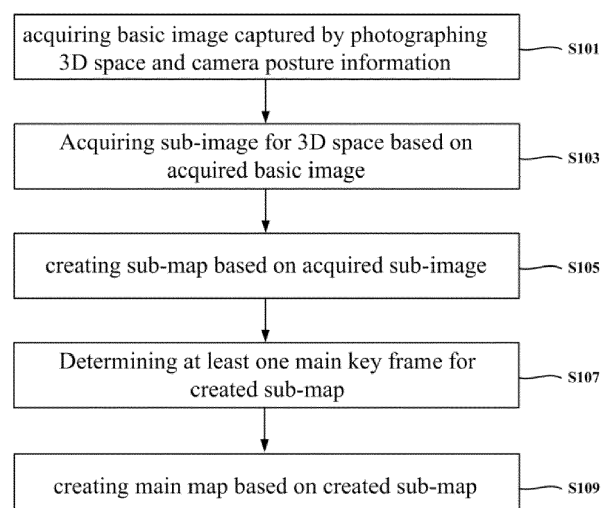 acquiring basic image captured by photographing
3D space and camera posture information
S101
Acquiring sub-image for 3D space based on
acquired basic image
S103
creating sub-map based on acquired sub-image
S105
Determining at least one main key frame for
created sub-map
S107
creating main map based on created sub-map
S109